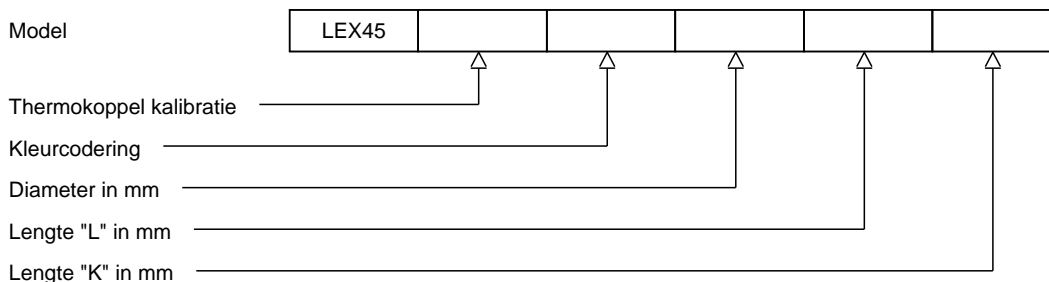 Model LEX45
Thermokoppel kalibratie
Kleurcodering
Diameter in mm
Lengte "L" in mm
Lengte "K" in mm